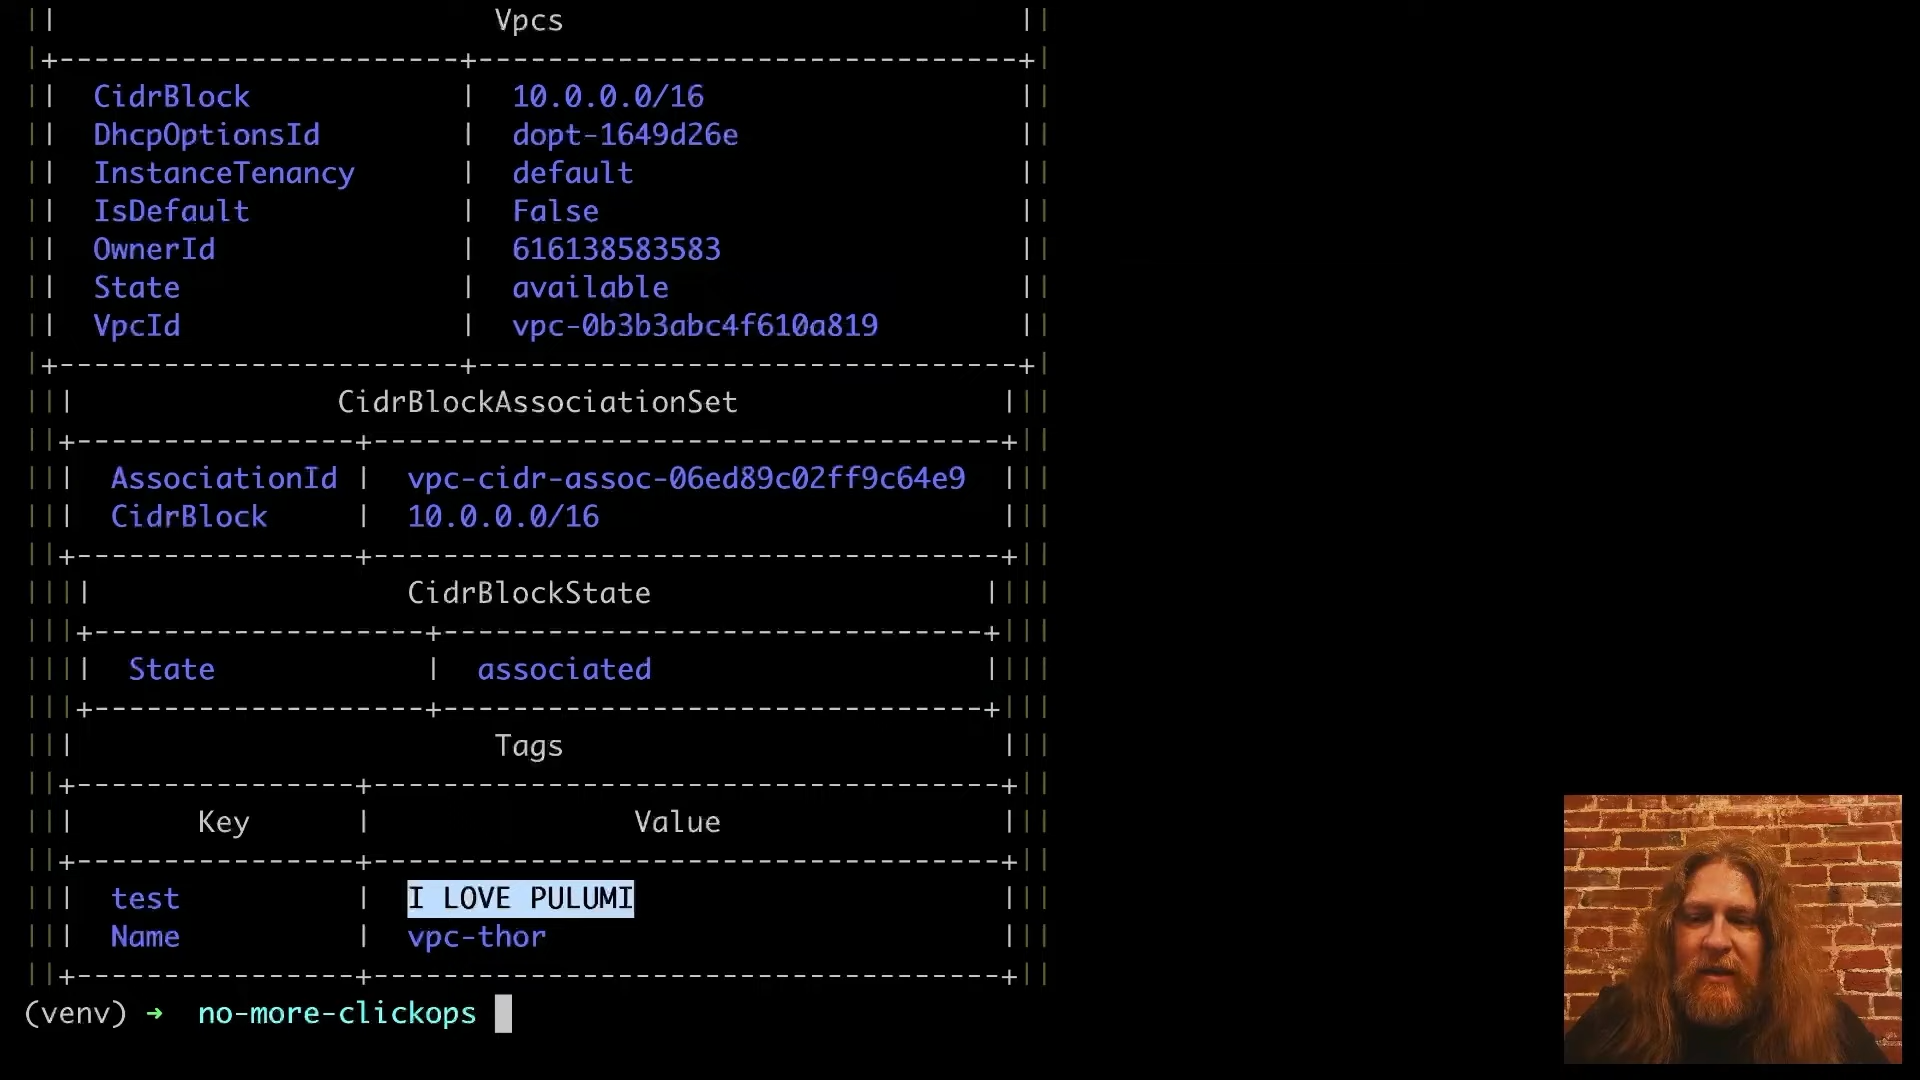 Vpcs
CidrBlock | 10.0.0.0/16
DhcpOptionsId | dopt-1649d26e
InstanceTenancy | default
IsDefault | False
OwnerId | 616138583583
State | available
VpcId | vpc-0b3b3abc4f610a819
CidrBlockAssociationSet
AssociationId | vpc-cidr-assoc-06ed89c02ff9c64e9
CidrBlock | 10.0.0.0/16
CidrBlockState
State | associated
Tags
Key | Value
test | I LOVE PULUMI
Name | vpc-thor
(venv) ➜ no-more-clickops